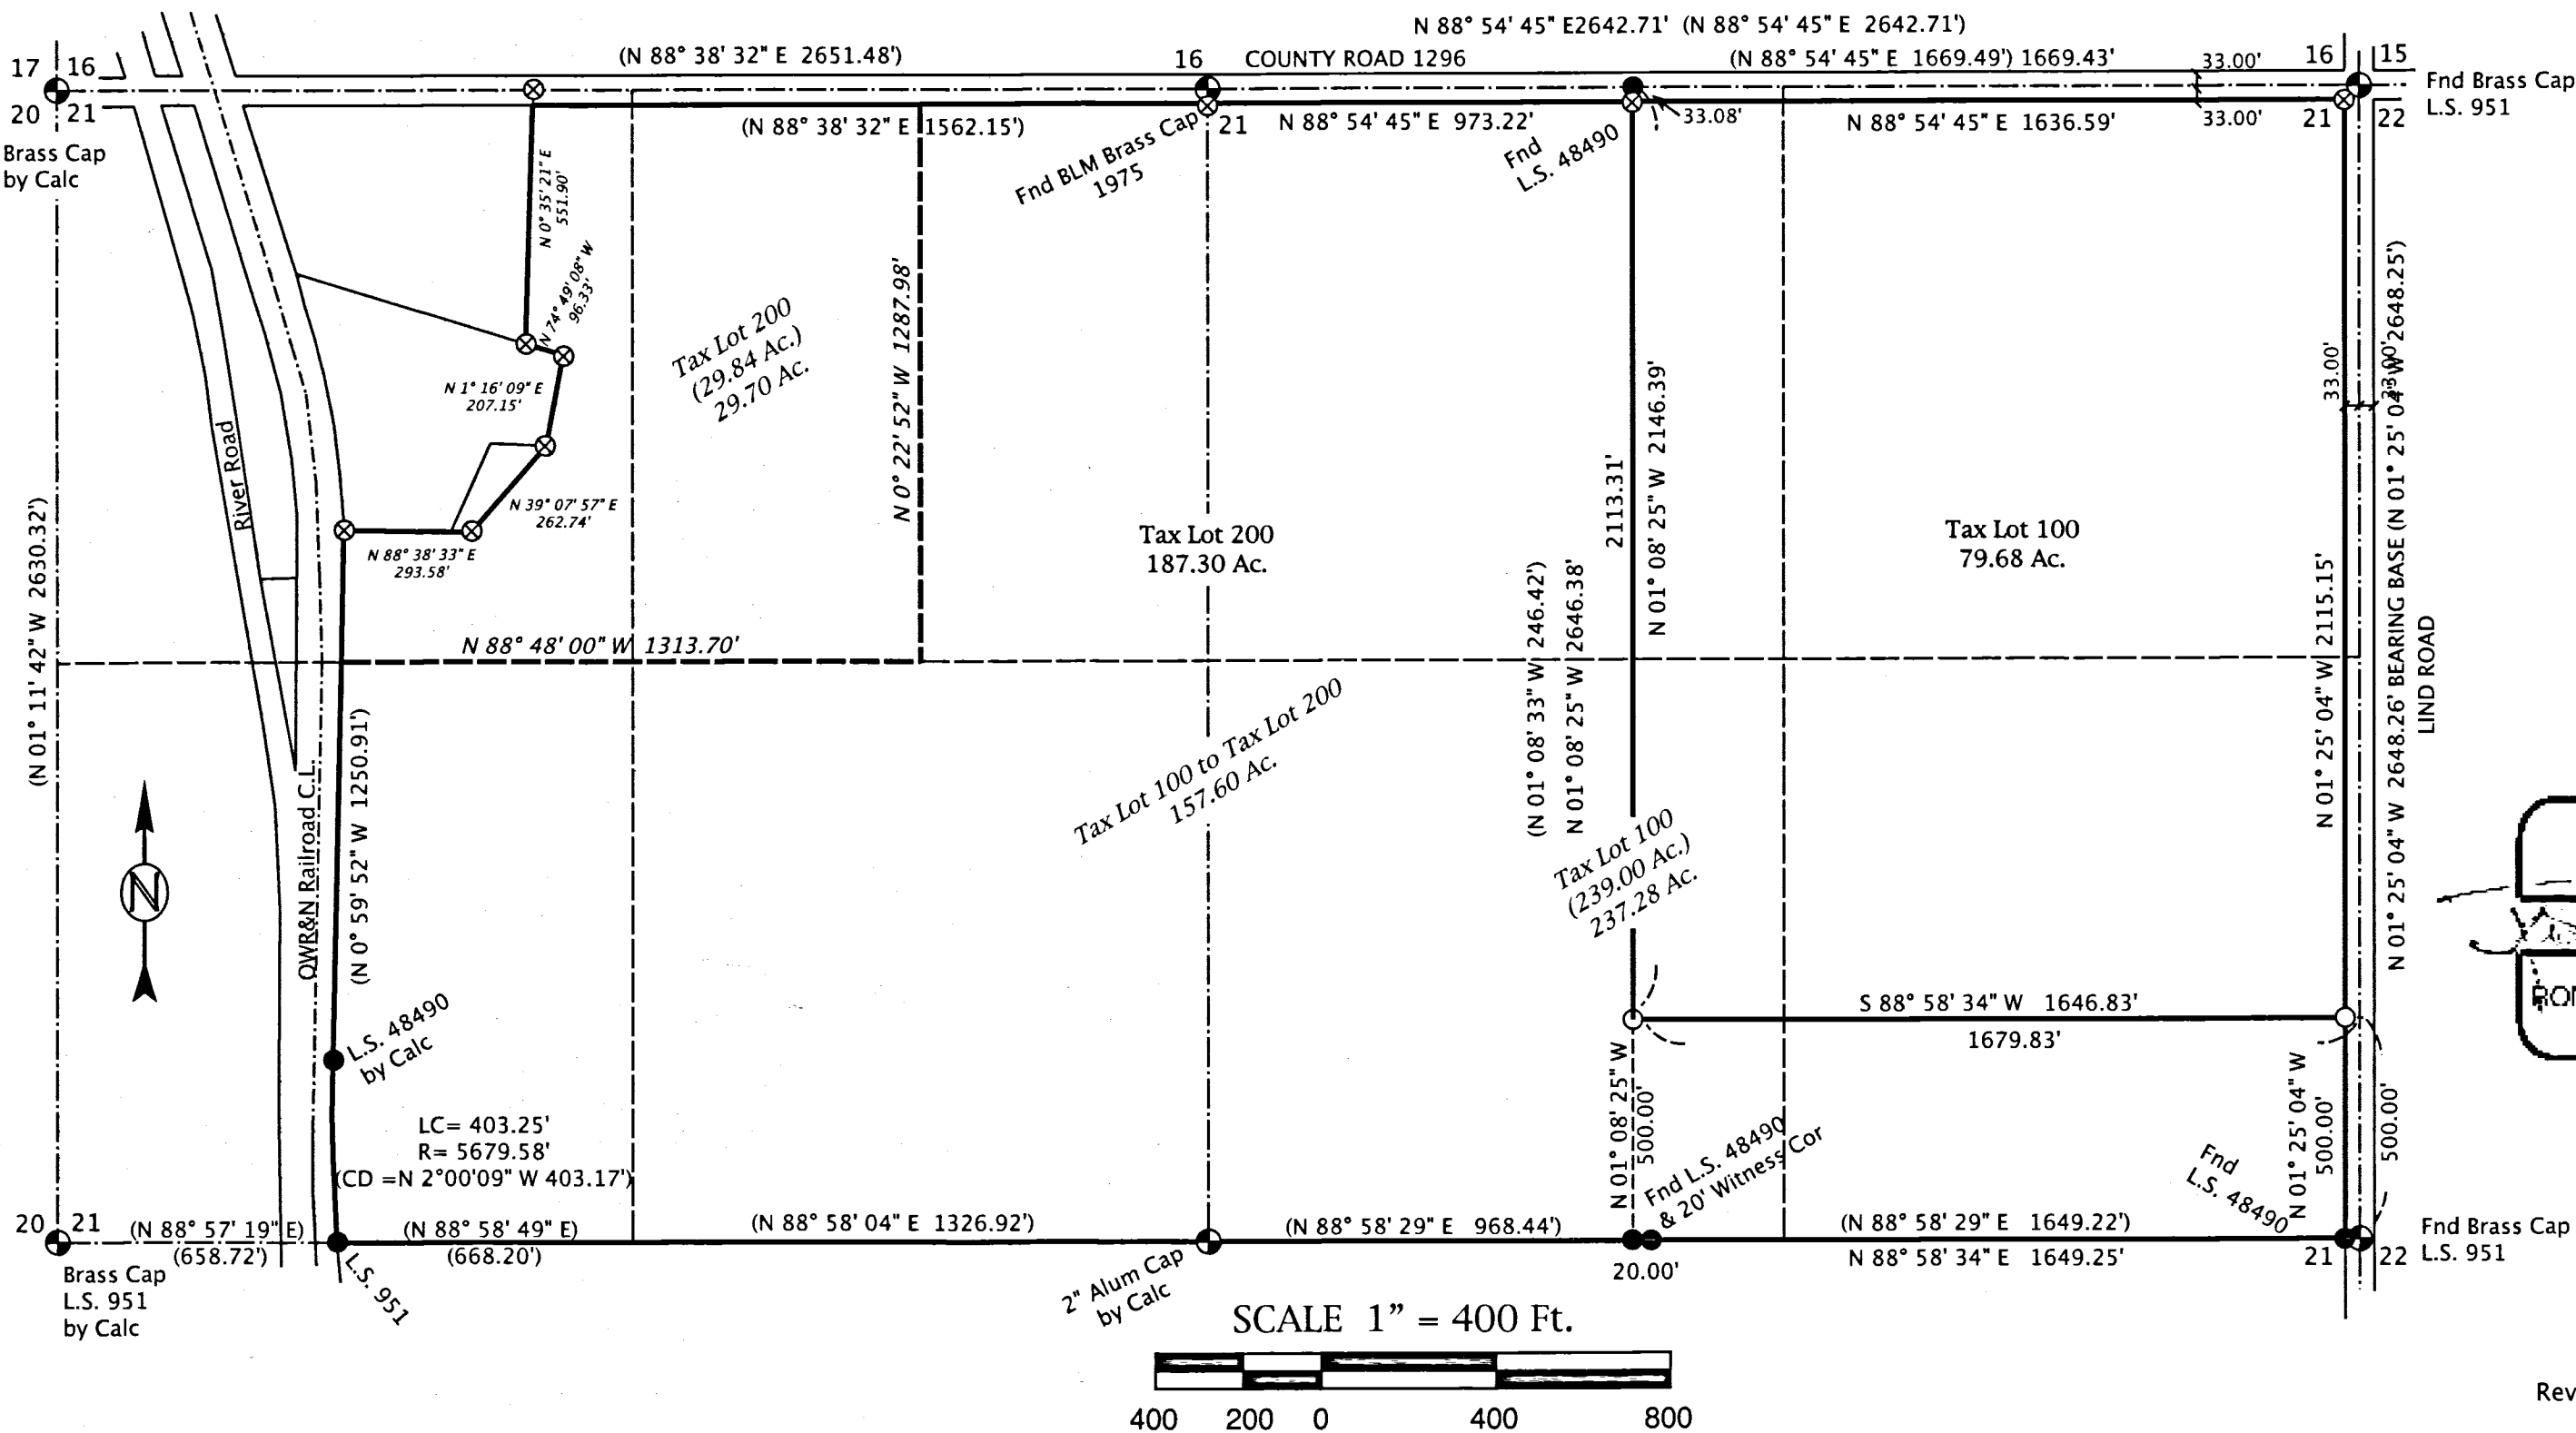 N 88° 54' 45" E2642.71' (N 88° 54' 45" E 2642.71')
17 16
(N 88° 38' 32" E 2651.48')
16
COUNTY ROAD 1296
(N 88° 54' 45" E 1669.49') 1669.43'
33.00'
16 15
Fnd Brass Cap
L.S. 951
20 21
Brass Cap
by Calc
(N 88° 38' 32" E 1562.15')
Fnd BLM Brass Cap
1975
21
N 88° 54' 45" E 973.22'
Fnd
L.S. 48490
33.08'
N 88° 54' 45" E 1636.59'
33.00'
21 22
N 0° 35' 21" E
551.90'
N 74° 49' 08" W
96.33'
N 1° 16' 09" E
207.15'
N 39° 07' 57" E
262.74'
N 88° 38' 33" E
293.58'
Tax Lot 200
(29.84 Ac.)
29.70 Ac.
N 0° 22' 52" W 1287.98'
Tax Lot 200
187.30 Ac.
2113.31'
N 01° 08' 25" W 2146.39'
Tax Lot 100
79.68 Ac.
33.00'
33.00'
N 01° 25' 04" W 2115.15'
N 01° 25' 04" W 2648.26' BEARING BASE (N 01° 25' 04" W 2648.25')
LIND ROAD
River Road
(N 01° 11' 42" W 2630.32')
N 88° 48' 00" W 1313.70'
(N 01° 08' 33" W 246.42')
N 01° 08' 25" W 2646.38'
OWR&N Railroad C.L.
(N 0° 59' 52" W 1250.91')
Tax Lot 100 to Tax Lot 200
157.60 Ac.
Tax Lot 100
(239.00 Ac.)
237.28 Ac.
N
L.S. 48490
by Calc
S 88° 58' 34" W 1646.83'
1679.83'
LC= 403.25'
R= 5679.58'
(CD =N 2°00'09" W 403.17')
N 01° 08' 25" W
500.00'
Fnd L.S. 48490
& 20' Witness Cor
Fnd
L.S. 48490
N 01° 25' 04" W
500.00'
500.00'
20 21
(N 88° 57' 19" E)
(658.72')
(N 88° 58' 49" E)
(668.20')
(N 88° 58' 04" E 1326.92')
(N 88° 58' 29" E 968.44')
(N 88° 58' 29" E 1649.22')
N 88° 58' 34" E 1649.25'
21 22
Fnd Brass Cap
L.S. 951
Brass Cap
L.S. 951
by Calc
L.S. 951
2" Alum Cap
by Calc
20.00'
SCALE 1” = 400 Ft.
400 200 0 400 800
Rev